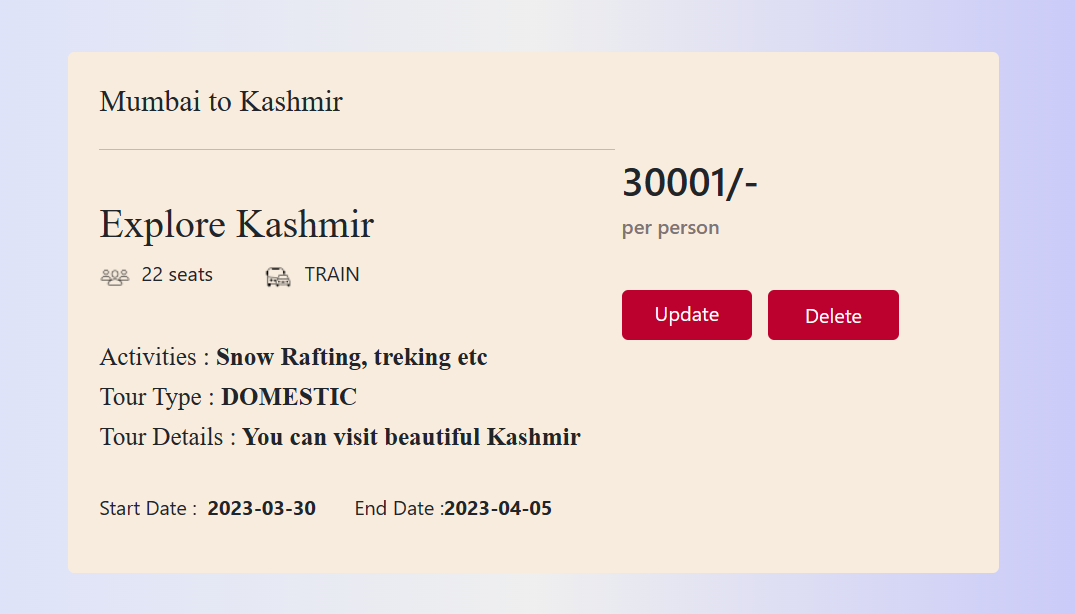 Mumbai to Kashmir
30001/-
per person
Explore Kashmir
22 seats TRAIN
Update Delete
Activities : Snow Rafting, treking etc
Tour Type : DOMESTIC
Tour Details : You can visit beautiful Kashmir
Start Date : 2023-03-30 End Date :2023-04-05